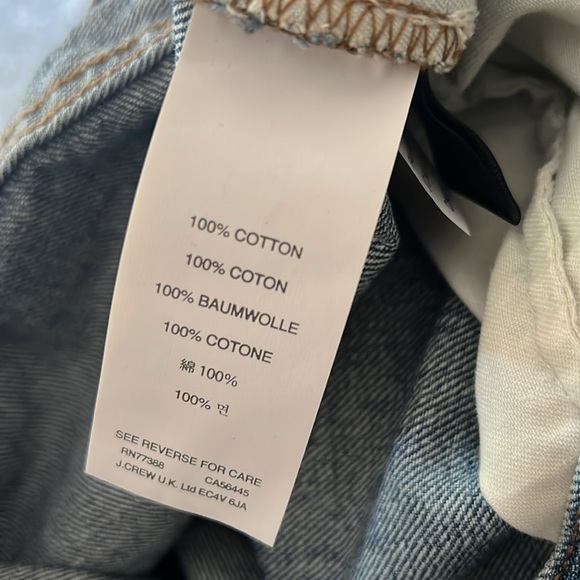 100% COTTON
100% COTON
100% BAUMWOLLE
100% COTONE
綿 100%
100% 면
SEE REVERSE FOR CARE
RN77388 CA56445
J.CREW U.K. Ltd EC4V 6JA